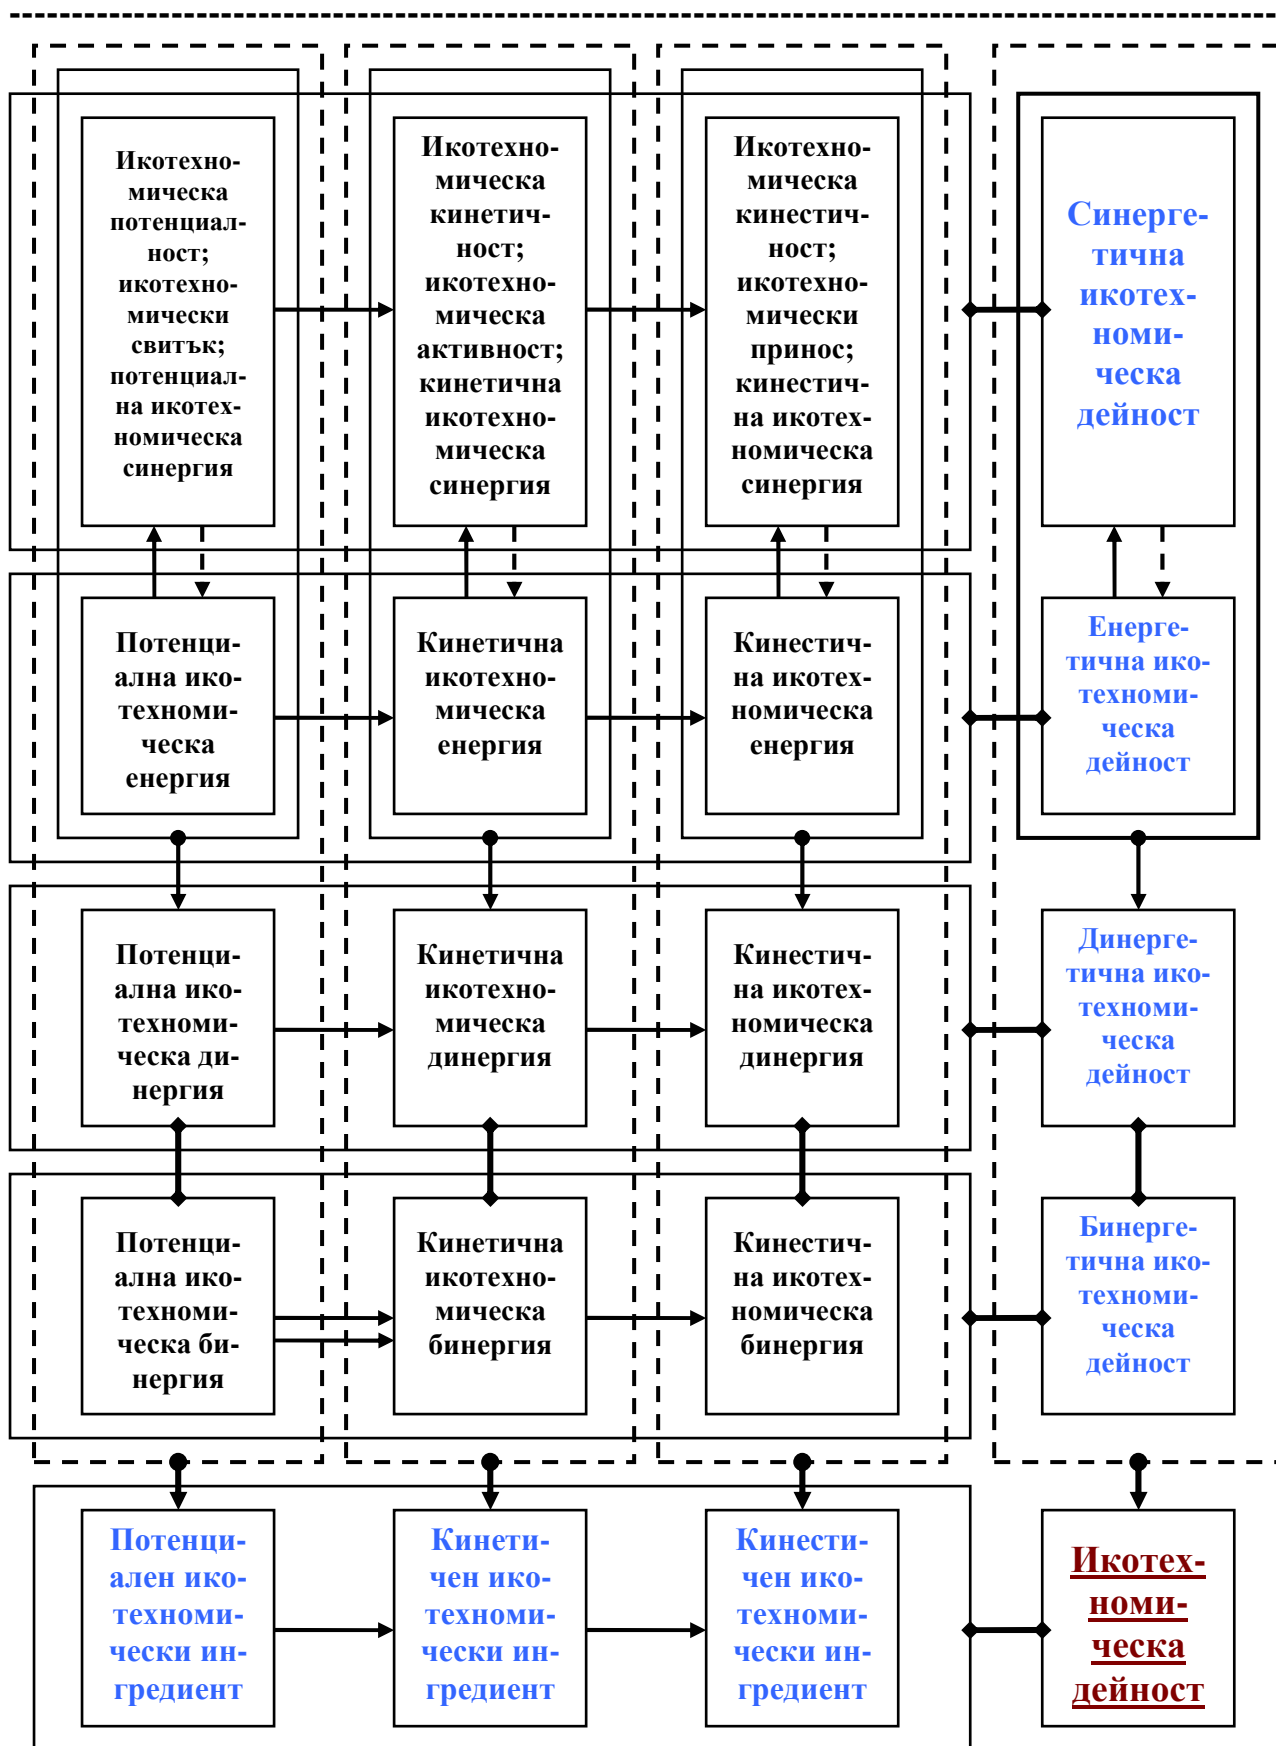 Икотехно-
мическа
потенциал-
ност;
икотехно-
мически
свитък;
потенциал-
на икотех-
номическа
синергия
Икотехно-
мическа
кинетич-
ност;
икотехно-
мическа
активност;
кинетична
икотехно-
мическа
синергия
Икотехно-
мическа
кинестич-
ност;
икотехно-
мически
принос;
кинестич-
на икотех-
номическа
синергия
Синерге-
тична
икотех-
номи-
ческа
дейност
Потенци-
ална ико-
техноми-
ческа
енергия
Кинетична
икотехно-
мическа
енергия
Кинестич-
на икотех-
номическа
енергия
Енерге-
тична ико-
техноми-
ческа
дейност
Потенци-
ална ико-
техноми-
ческа ди-
нергия
Кинетична
икотехно-
мическа
динергия
Кинестич-
на икотех-
номическа
динергия
Динерге-
тична ико-
техноми-
ческа
дейност
Потенци-
ална ико-
техноми-
ческа би-
нергия
Кинетична
икотехно-
мическа
бинергия
Кинестич-
на икотех-
номическа
бинергия
Бинерге-
тична ико-
техноми-
ческа
дейност
Потенци-
ален ико-
техноми-
чески ин-
гредиент
Кинети-
чен ико-
техноми-
чески ин-
гредиент
Кинести-
чен ико-
техноми-
чески ин-
гредиент
Икотех-
номи-
ческа
дейност